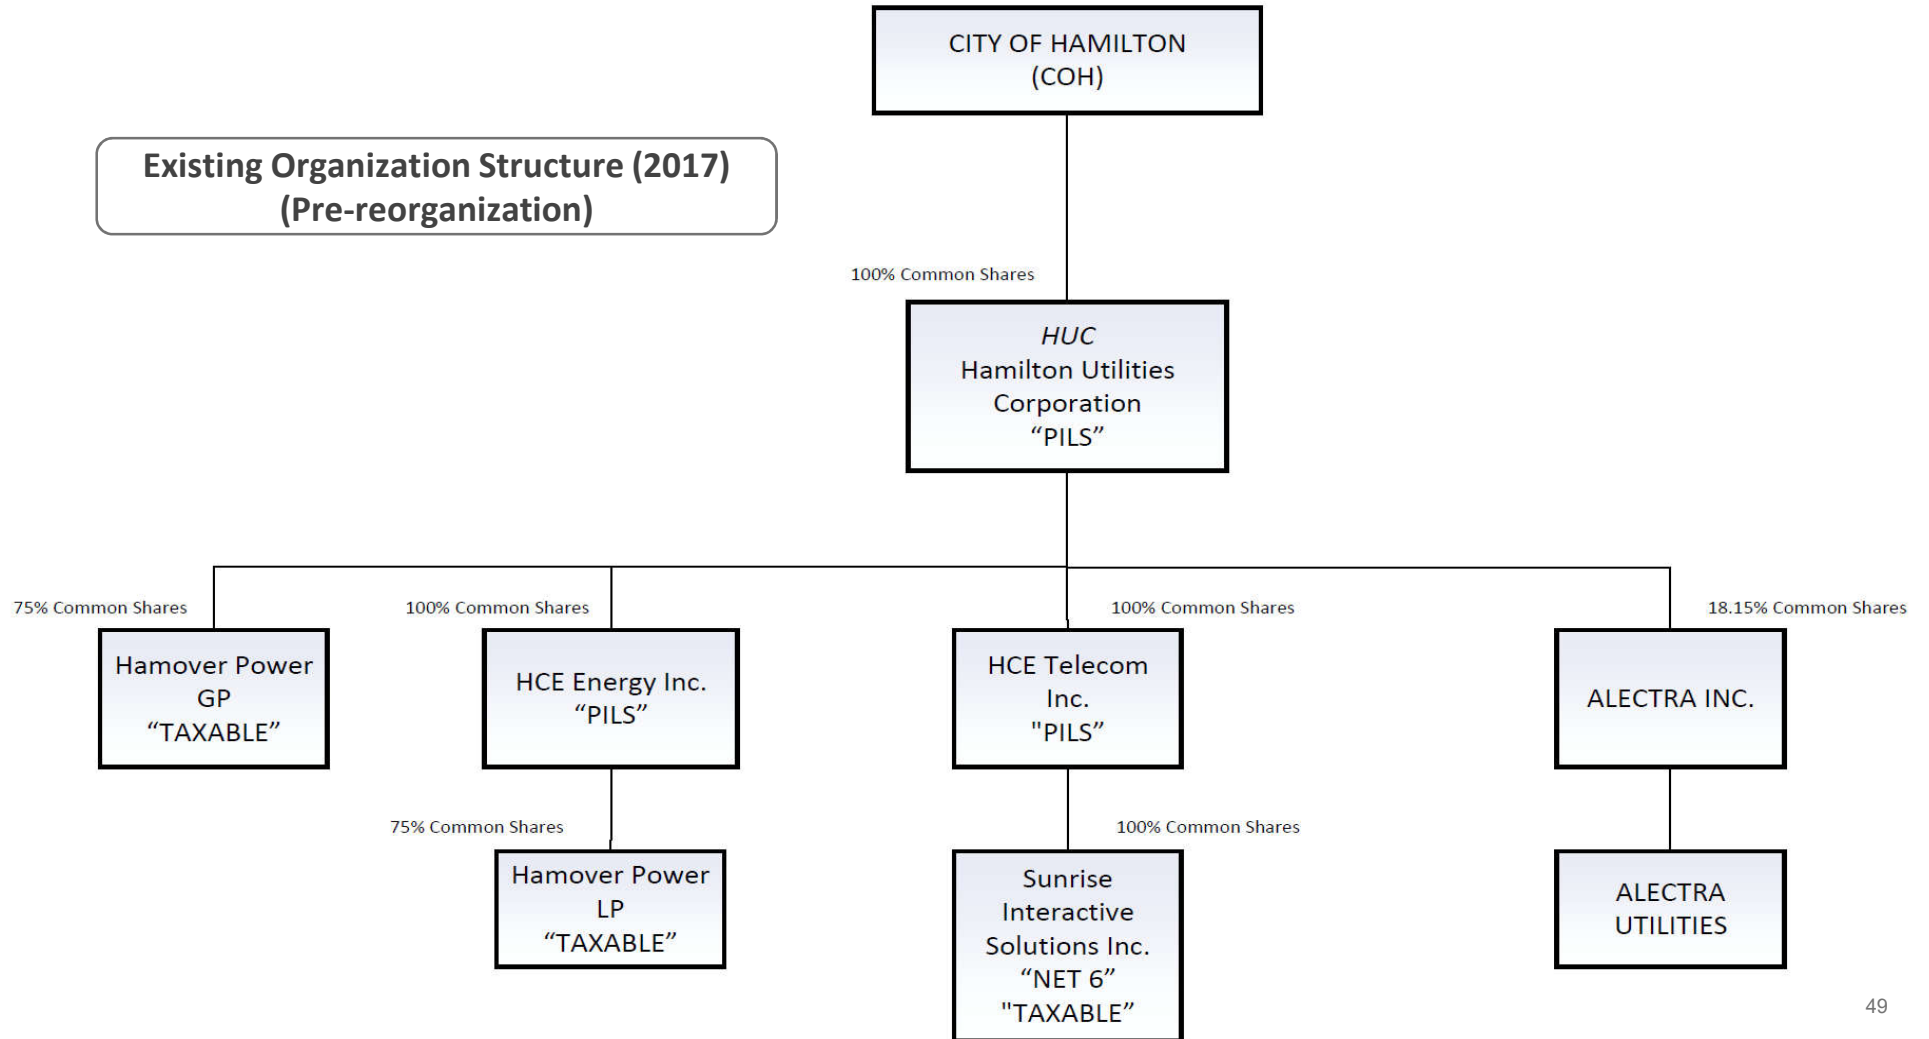 CITY OF HAMILTON
(COH)
Existing Organization Structure (2017)
(Pre-reorganization)
100% Common Shares
HUC
Hamilton Utilities
Corporation
“PILS”
75% Common Shares
100% Common Shares
100% Common Shares
18.15% Common Shares
Hamover Power
GP
“TAXABLE”
HCE Energy Inc.
“PILS”
HCE Telecom
Inc.
"PILS”
ALECTRA INC.
75% Common Shares
100% Common Shares
Hamover Power
LP
“TAXABLE”
Sunrise
Interactive
Solutions Inc.
“NET 6”
"TAXABLE”
ALECTRA
UTILITIES
49